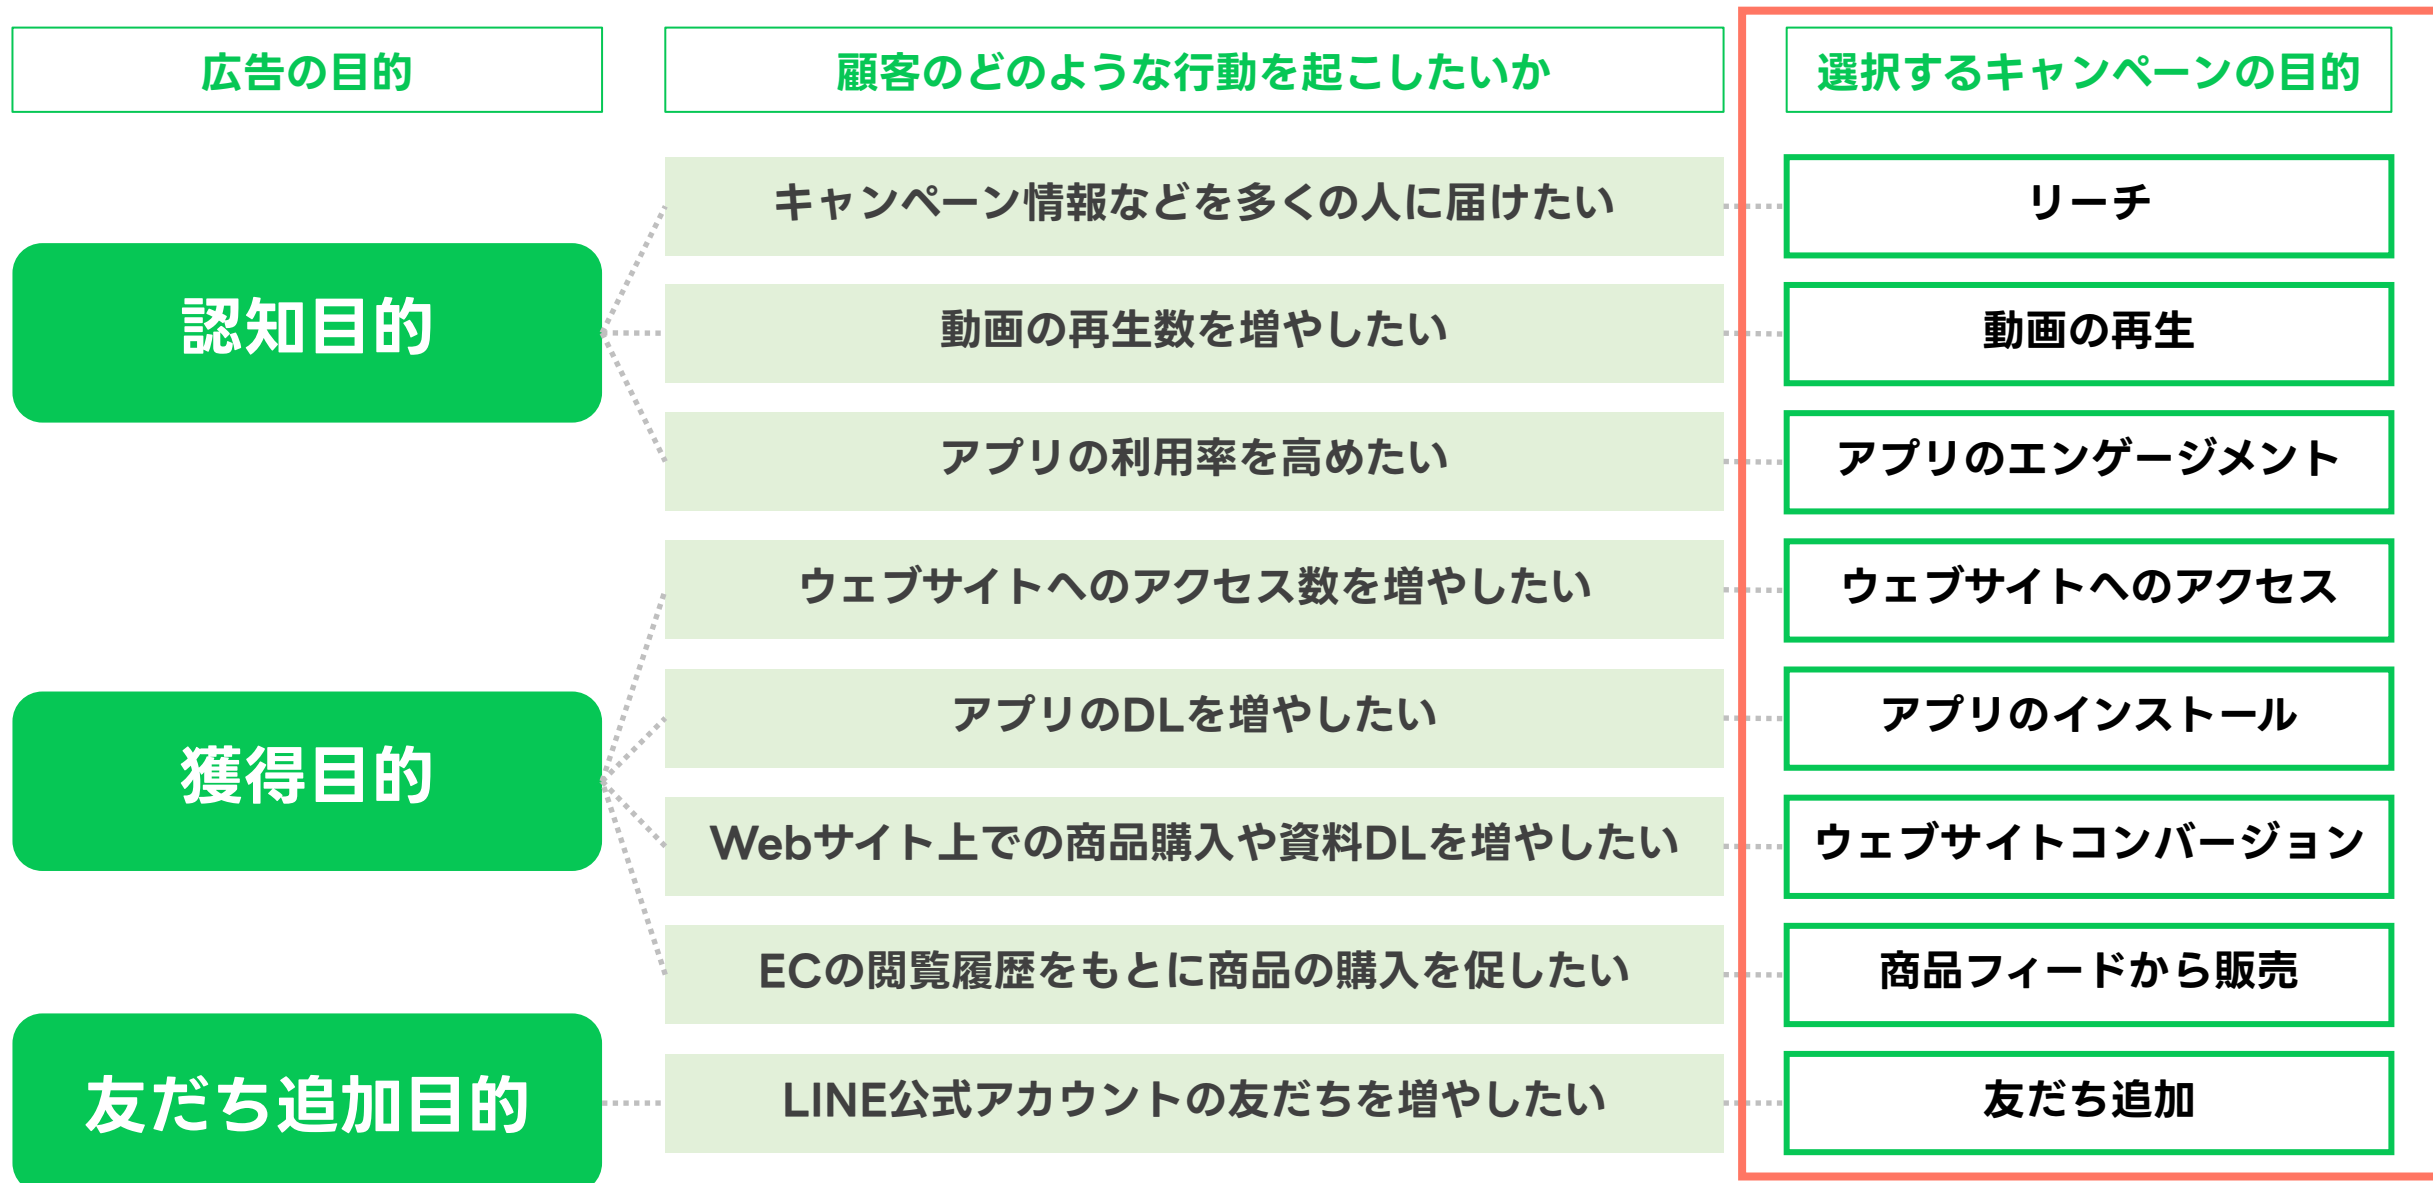 広告の目的
顧客のどのような行動を起こしたいか
選択するキャンペーンの目的
認知目的
キャンペーン情報などを多くの人に届けたい
リーチ
動画の再生数を増やしたい
動画の再生
アプリの利用率を高めたい
アプリのエンゲージメント
獲得目的
ウェブサイトへのアクセス数を増やしたい
ウェブサイトへのアクセス
アプリのDLを増やしたい
アプリのインストール
Webサイト上での商品購入や資料DLを増やしたい
ウェブサイトコンバージョン
ECの閲覧履歴をもとに商品の購入を促したい
商品フィードから販売
友だち追加目的
LINE公式アカウントの友だちを増やしたい
友だち追加